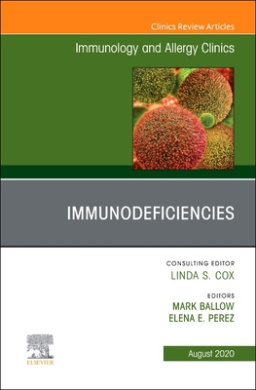 Clinics Review Articles
Immunology and Allergy Clinics
IMMUNODEFICIENCIES
CONSULTING EDITOR
LINDA S. COX
EDITORS
MARK BALLOW
ELENA E. PEREZ
ELSEVIER
August 2020